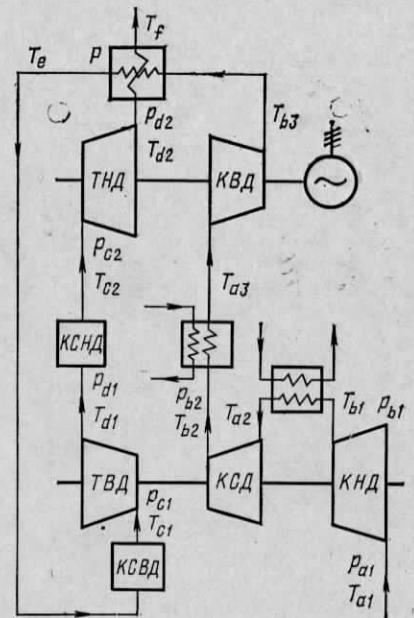 T_f
T_e P
p_d2 T_b3
T_d2
ТНД КВД ~
p_c2
T_c2 T_a3
КСНД
p_d1 p_b2 T_b1 p_b1
T_d1 T_b2 T_a2
ТВД КСД КНД
p_c1
T_c1
КСВД p_a1
T_a1